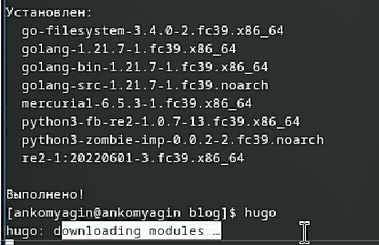 Установлен:
go-filesystem-3.4.0-2.fc39.x86_64
golang-1.21.7-1.fc39.x86_64
golang-bin-1.21.7-1.fc39.x86_64
golang-src-1.21.7-1.fc39.noarch
mercurial-6.5.3-1.fc39.x86_64
python3-fb-re2-1.0.7-13.fc39.x86_64
python3-zombie-imp-0.0.2-2.fc39.noarch
re2-1:20220601-3.fc39.x86_64
Выполнено!
[ankomyagin@ankomyagin blog]$ hugo
hugo: downloading modules …